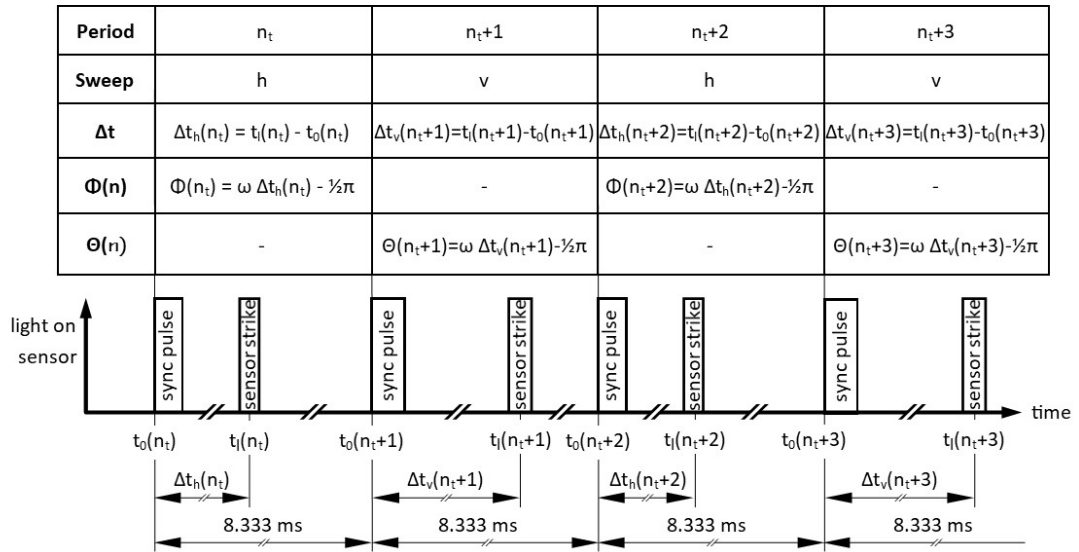 Period nₜ nₜ+1 nₜ+2 nₜ+3
Sweep h v h v
Δt Δtₕ(nₜ) = tₗ(nₜ) - t₀(nₜ) Δtᵥ(nₜ+1)=tₗ(nₜ+1)-t₀(nₜ+1) Δtₕ(nₜ+2)=tₗ(nₜ+2)-t₀(nₜ+2) Δtᵥ(nₜ+3)=tₗ(nₜ+3)-t₀(nₜ+3)
Φ(n) Φ(nₜ) = ω Δtₕ(nₜ) - ½π - Φ(nₜ+2)=ω Δtₕ(nₜ+2)-½π -
Θ(n) - Θ(nₜ+1)=ω Δtᵥ(nₜ+1)-½π - Θ(nₜ+3)=ω Δtᵥ(nₜ+3)-½π
light on
sensor
sync pulse
sensor strike
sync pulse
sensor strike
sync pulse
sensor strike
sync pulse
sensor strike
time
t₀(nₜ) tₗ(nₜ) t₀(nₜ+1) tₗ(nₜ+1) t₀(nₜ+2) tₗ(nₜ+2) t₀(nₜ+3) tₗ(nₜ+3)
Δtₕ(nₜ) Δtᵥ(nₜ+1) Δtₕ(nₜ+2) Δtᵥ(nₜ+3)
8.333 ms 8.333 ms 8.333 ms 8.333 ms